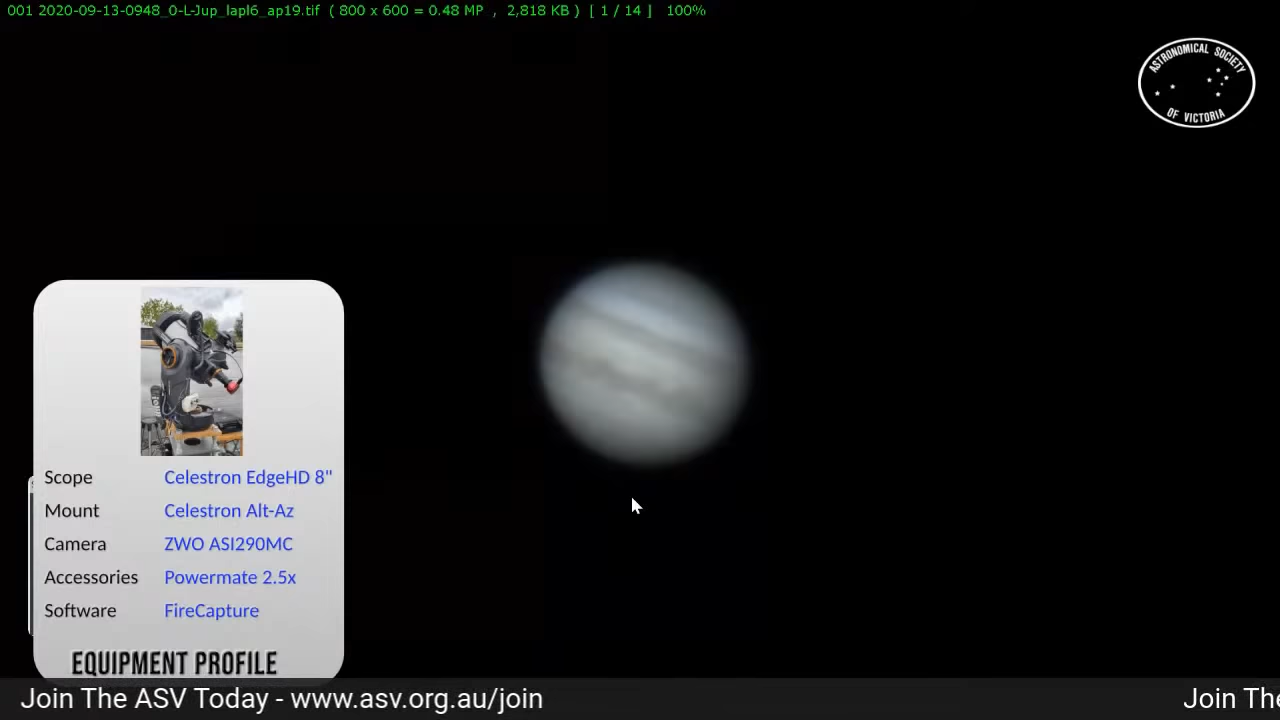 001 2020-09-13-0948_0-L-Jup_lapl6_ap19.tif ( 800 x 600 = 0.48 MP , 2,818 KB ) [ 1 / 14 ] 100%
ASTRONOMICAL SOCIETY
OF VICTORIA
Scope Celestron EdgeHD 8"
Mount Celestron Alt-Az
Camera ZWO ASI290MC
Accessories Powermate 2.5x
Software FireCapture
EQUIPMENT PROFILE
Join The ASV Today - www.asv.org.au/join Join The